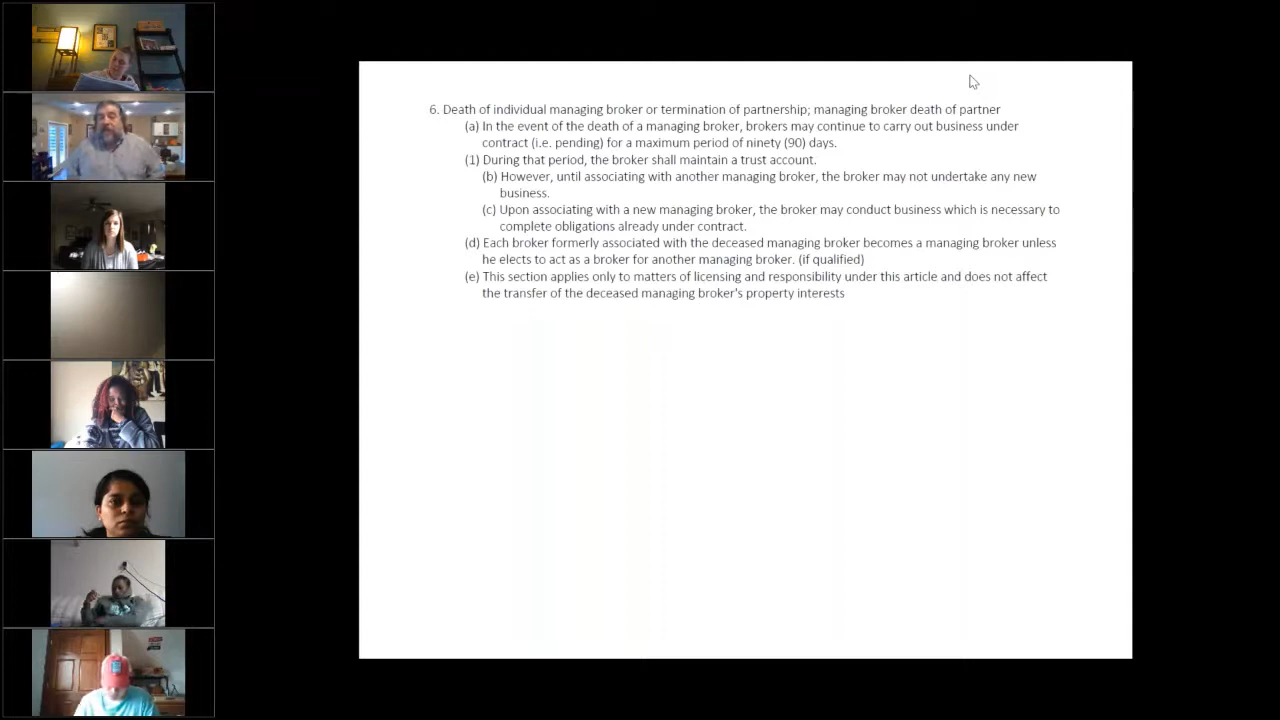 6. Death of individual managing broker or termination of partnership; managing broker death of partner
(a) In the event of the death of a managing broker, brokers may continue to carry out business under
contract (i.e. pending) for a maximum period of ninety (90) days.
(1) During that period, the broker shall maintain a trust account.
(b) However, until associating with another managing broker, the broker may not undertake any new
business.
(c) Upon associating with a new managing broker, the broker may conduct business which is necessary to
complete obligations already under contract.
(d) Each broker formerly associated with the deceased managing broker becomes a managing broker unless
he elects to act as a broker for another managing broker. (if qualified)
(e) This section applies only to matters of licensing and responsibility under this article and does not affect
the transfer of the deceased managing broker's property interests